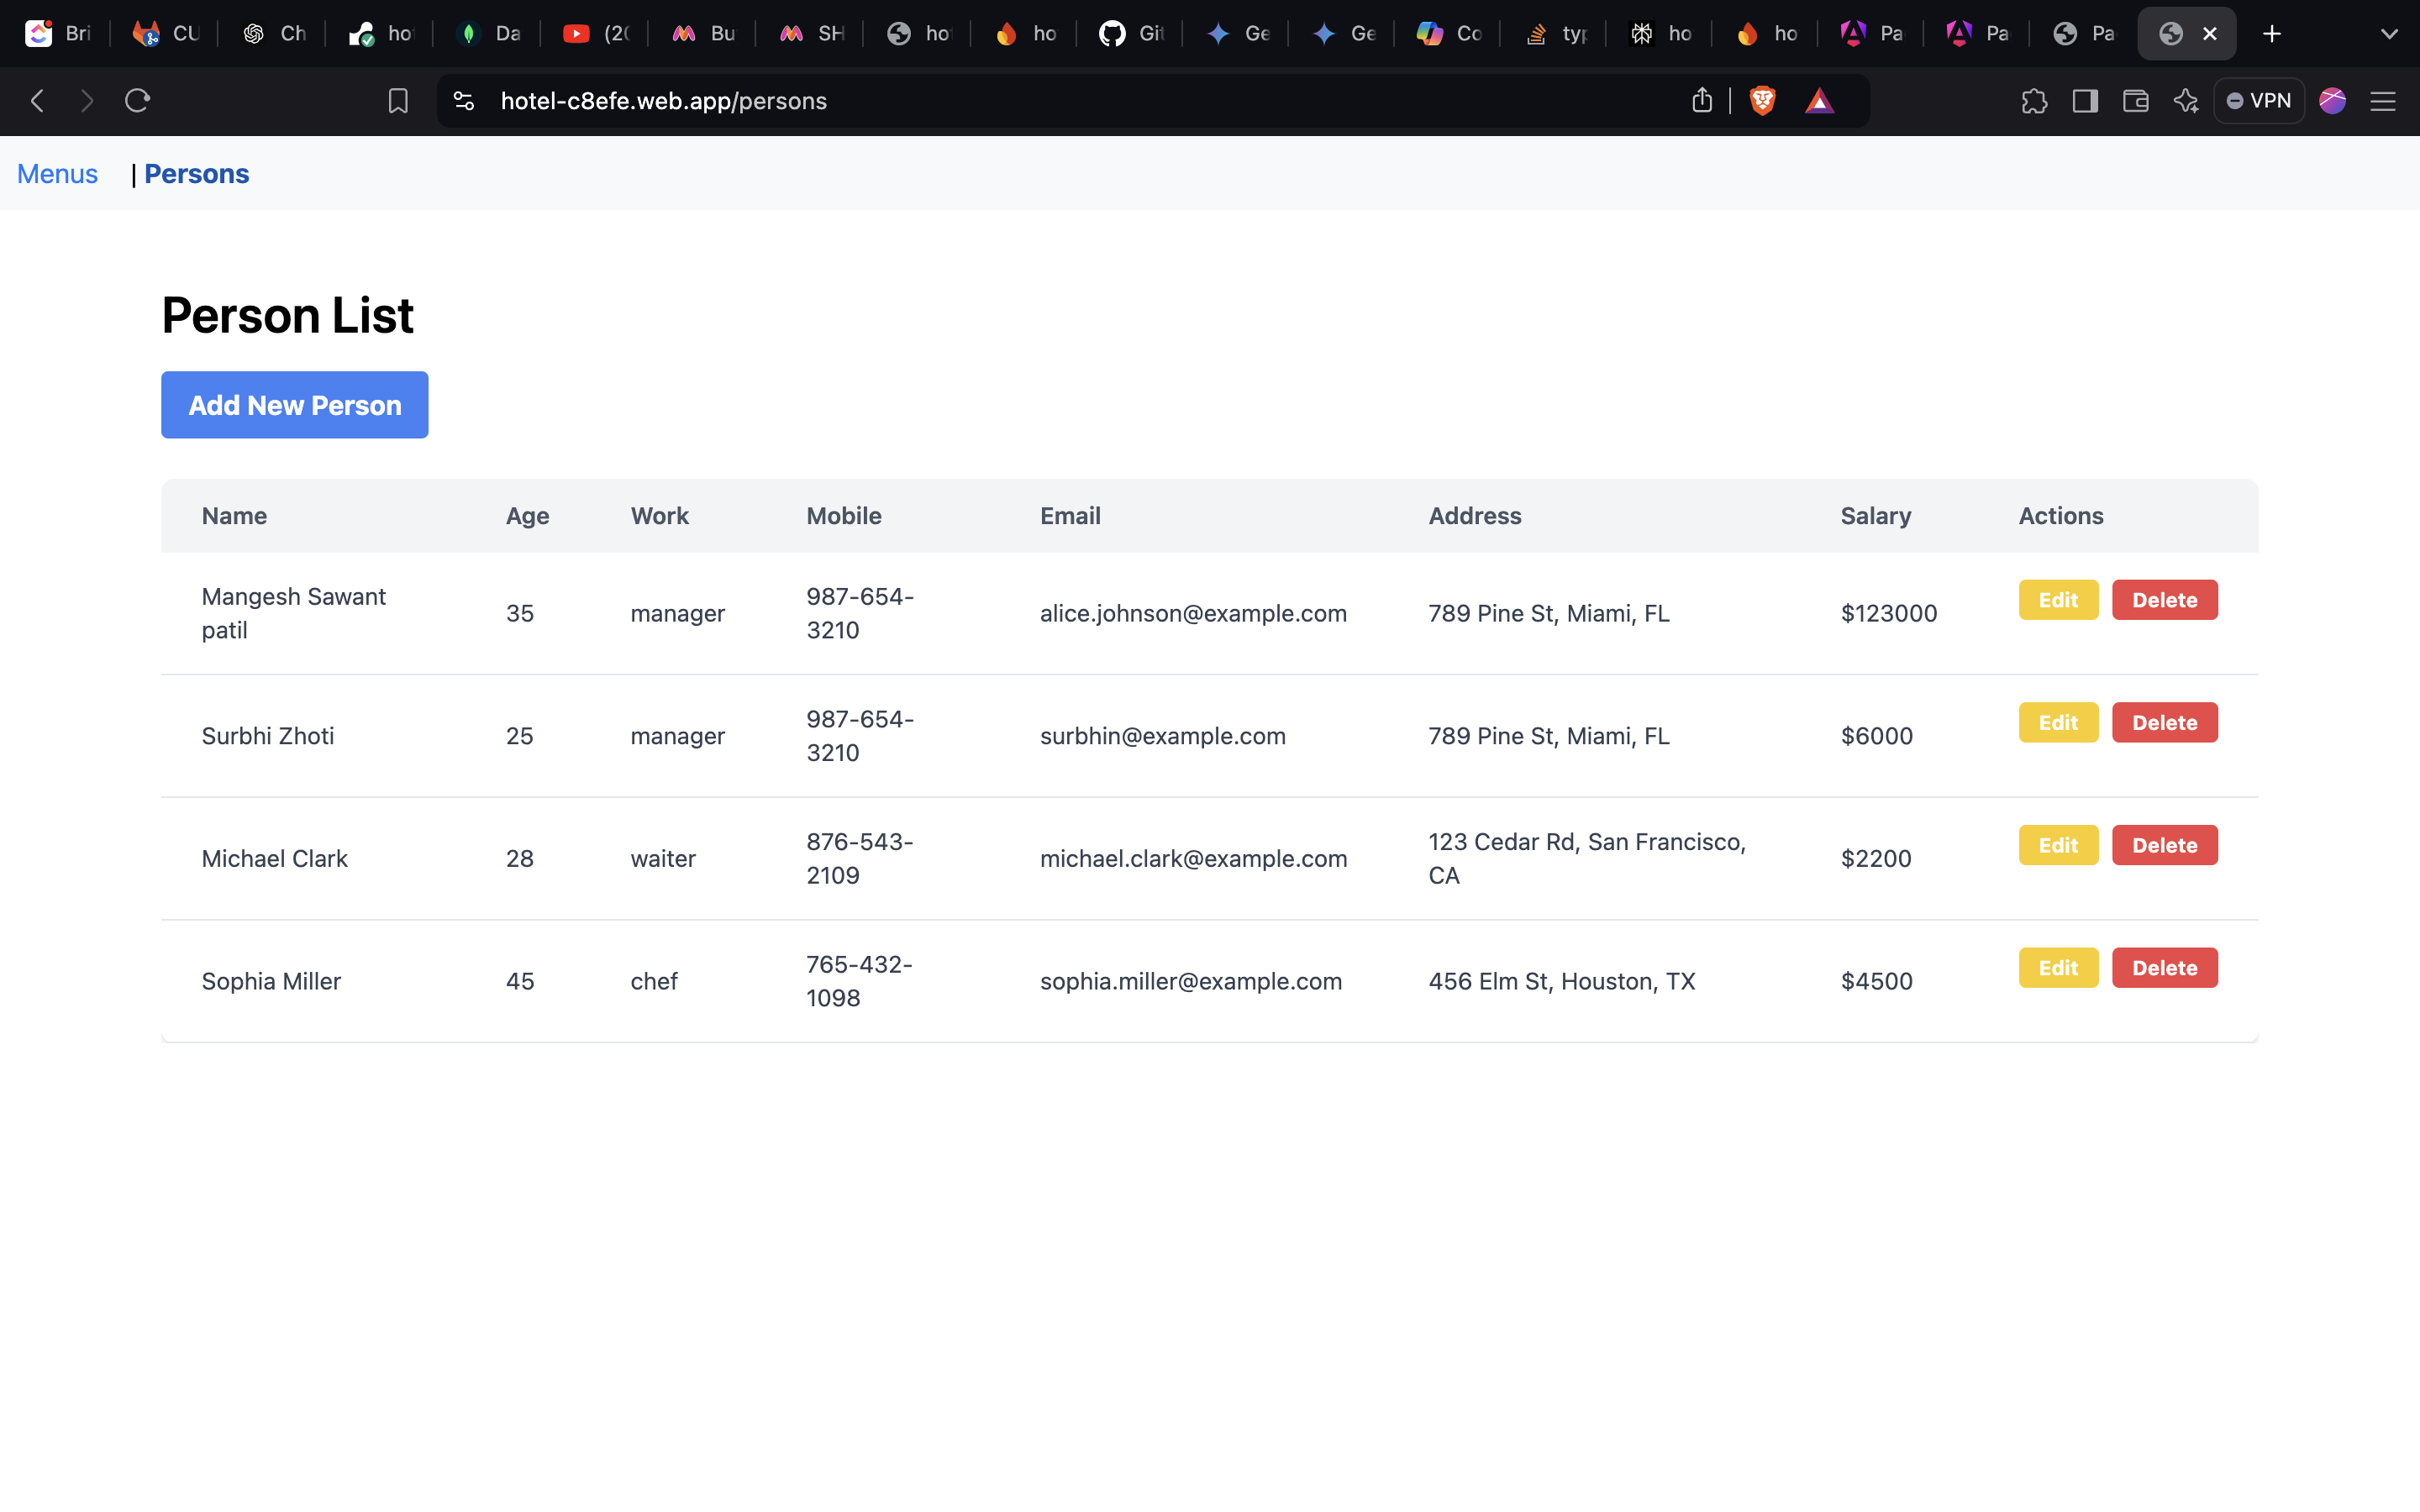 Bri CU Ch ho Da (20 Bu SH ho ho Git Ge Ge Co typ ho ho Pa Pa Pa
hotel-c8efe.web.app/persons VPN
Menus | Persons
Person List
Add New Person
Name Age Work Mobile Email Address Salary Actions
Mangesh Sawant
patil
35 manager
987-654-
3210
alice.johnson@example.com 789 Pine St, Miami, FL $123000 Edit Delete
Surbhi Zhoti 25 manager
987-654-
3210
surbhin@example.com 789 Pine St, Miami, FL $6000 Edit Delete
Michael Clark 28 waiter
876-543-
2109
michael.clark@example.com
123 Cedar Rd, San Francisco,
CA
$2200 Edit Delete
Sophia Miller 45 chef
765-432-
1098
sophia.miller@example.com 456 Elm St, Houston, TX $4500 Edit Delete